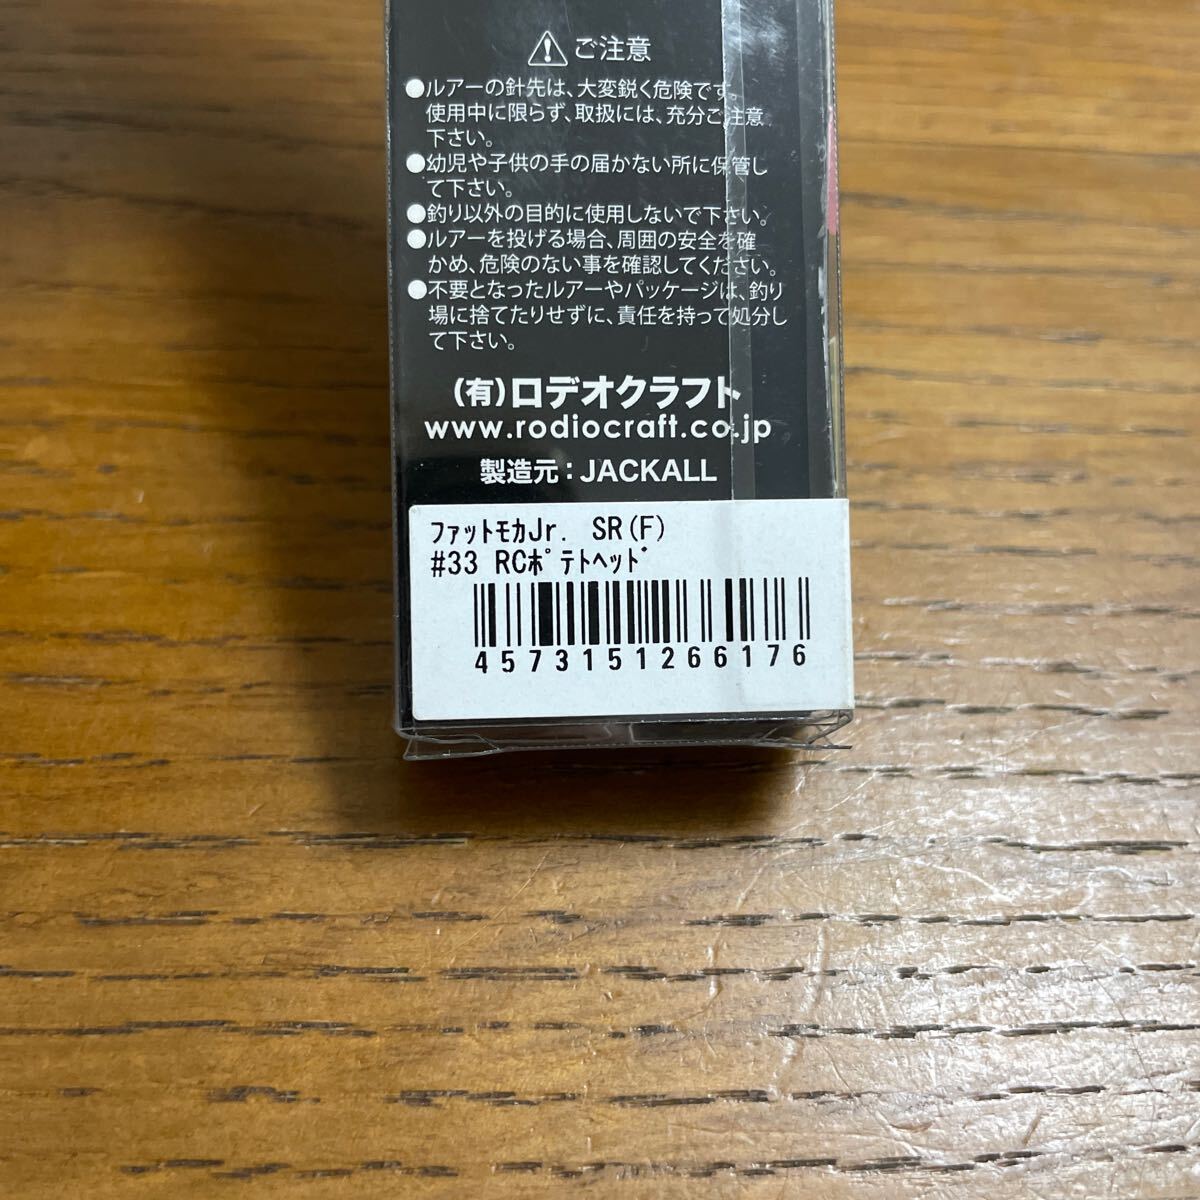 ⚠ご注意
●ルアーの針先は、大変鋭く危険です。
使用中に限らず、取扱には、充分ご注意
下さい。
●幼児や子供の手の届かない所に保管し
て下さい。
●釣り以外の目的に使用しないで下さい。
●ルアーを投げる場合、周囲の安全を確
かめ、危険のない事を確認してください。
●不要となったルアーやパッケージは、釣り
場に捨てたりせずに、責任を持って処分し
て下さい。
(有)ロデオクラフト
www.rodiocraft.co.jp
製造元：JACKALL
ﾌｧｯﾄﾓｶJr. SR(F)
#33 RCﾎﾟﾃﾄﾍｯﾄﾞ
4573151266176